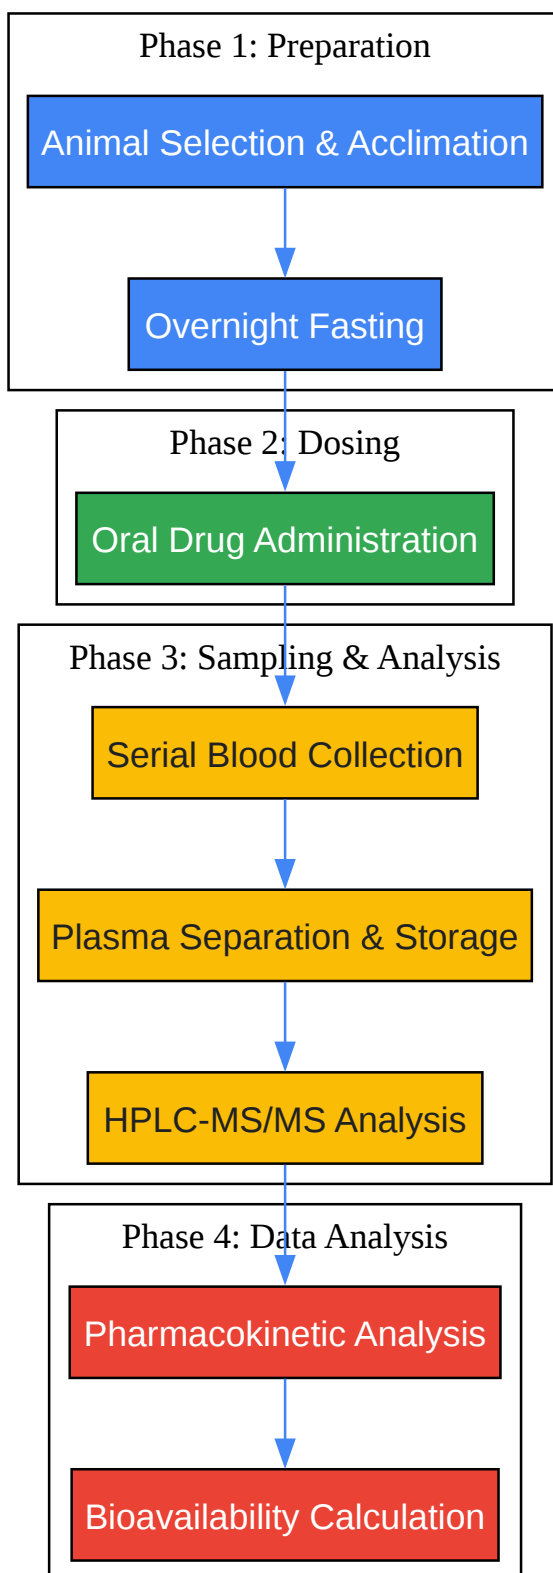 Phase 1: Preparation
Animal Selection & Acclimation
Overnight Fasting
Phase 2: Dosing
Oral Drug Administration
Phase 3: Sampling & Analysis
Serial Blood Collection
Plasma Separation & Storage
HPLC-MS/MS Analysis
Phase 4: Data Analysis
Pharmacokinetic Analysis
Bioavailability Calculation